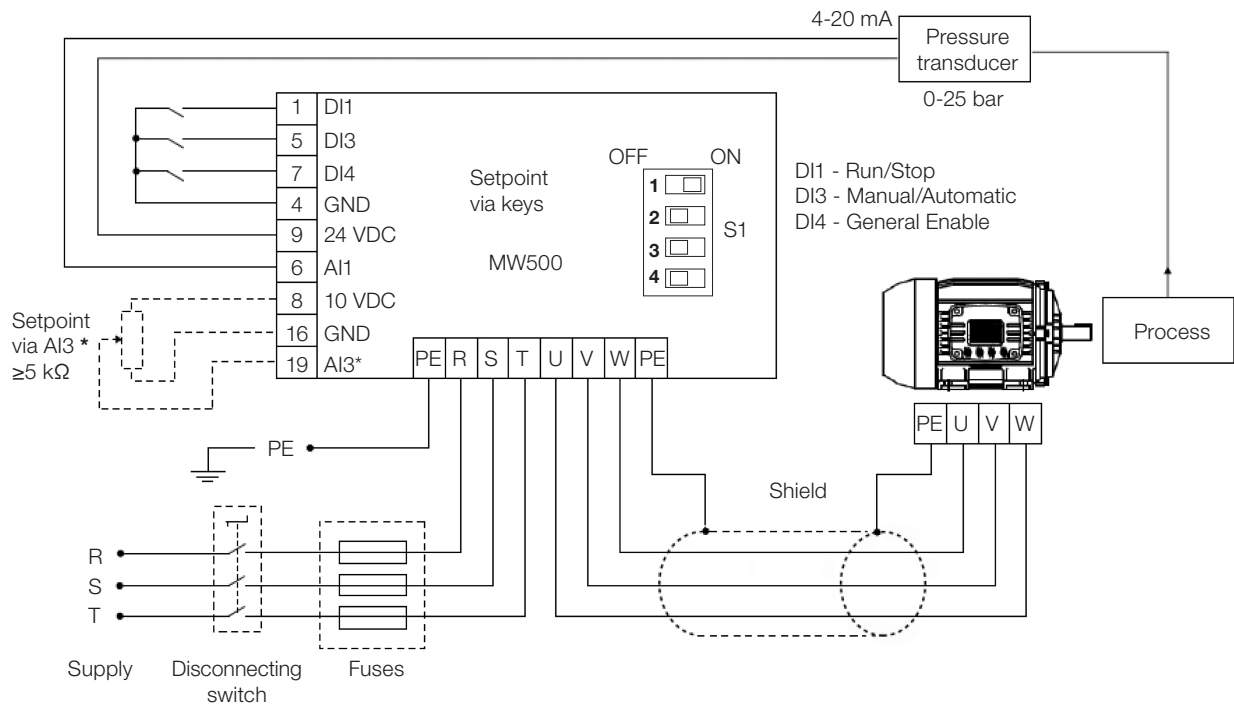 4-20 mA
Pressure
transducer
0-25 bar
1 DI1
5 DI3
7 DI4
4 GND
9 24 VDC
6 AI1
8 10 VDC
16 GND
19 AI3*
Setpoint
via keys
MW500
OFF ON
1
2
3
4
S1
DI1 - Run/Stop
DI3 - Manual/Automatic
DI4 - General Enable
Setpoint
via AI3 *
≥5 kΩ
PE R S T U V W PE
Process
PE U V W
PE
Shield
R
S
T
Supply
Disconnecting
switch
Fuses